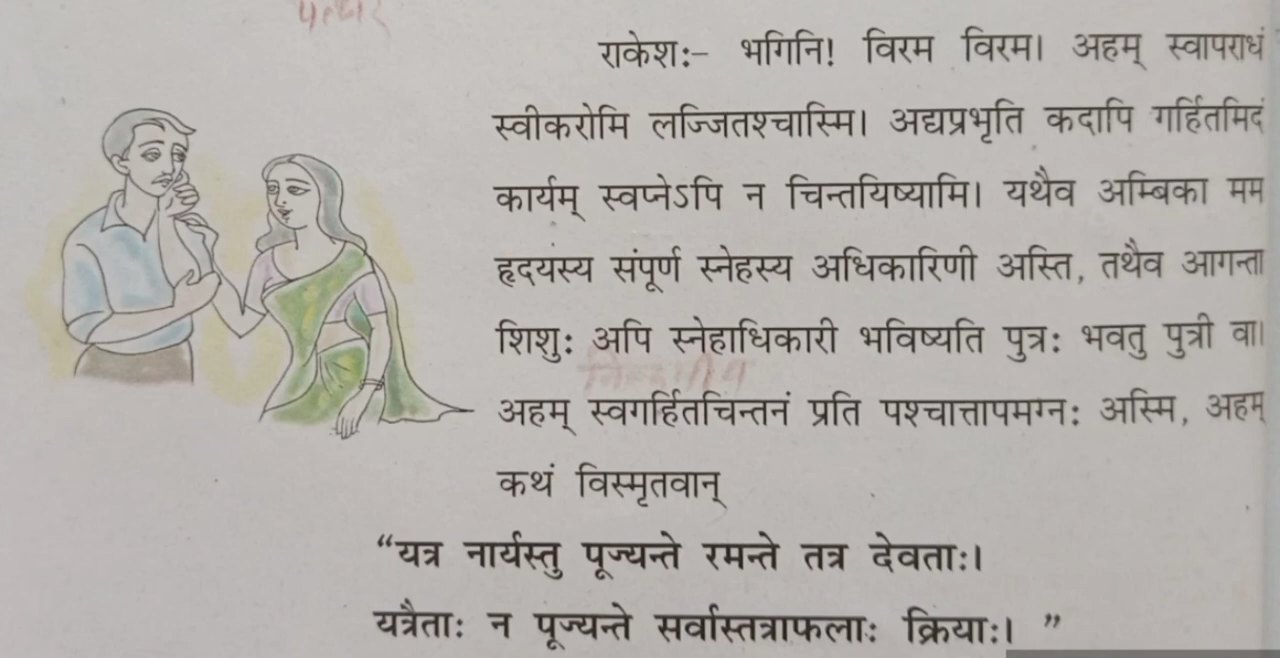 राकेशः– भगिनि! विरम विरम। अहम् स्वापराधं
स्वीकरोमि लज्जितश्चास्मि। अद्यप्रभृति कदापि गर्हितमिदं
कार्यम् स्वप्नेऽपि न चिन्तयिष्यामि। यथैव अम्बिका मम
हृदयस्य संपूर्ण स्नेहस्य अधिकारिणी अस्ति, तथैव आगन्ता
शिशुः अपि स्नेहाधिकारी भविष्यति पुत्रः भवतु पुत्री वा।
अहम् स्वगर्हितचिन्तनं प्रति पश्चात्तापमग्नः अस्मि, अहम्
कथं विस्मृतवान्
“यत्र नार्यस्तु पूज्यन्ते रमन्ते तत्र देवताः।
यत्रैताः न पूज्यन्ते सर्वास्तत्राफलाः क्रियाः। ”